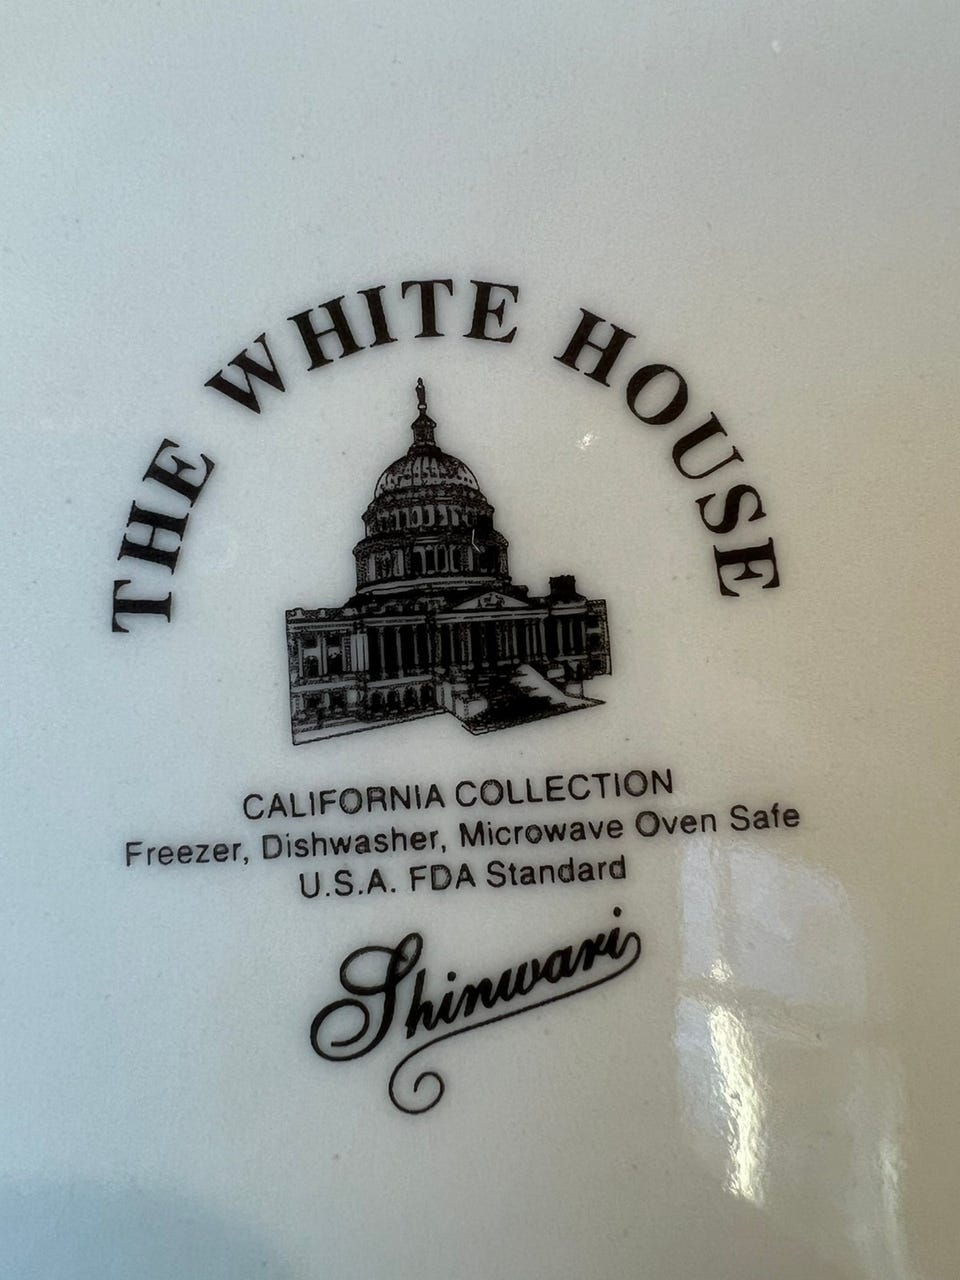 THE WHITE HOUSE
CALIFORNIA COLLECTION
Freezer, Dishwasher, Microwave Oven Safe
U.S.A. FDA Standard
Shinwari